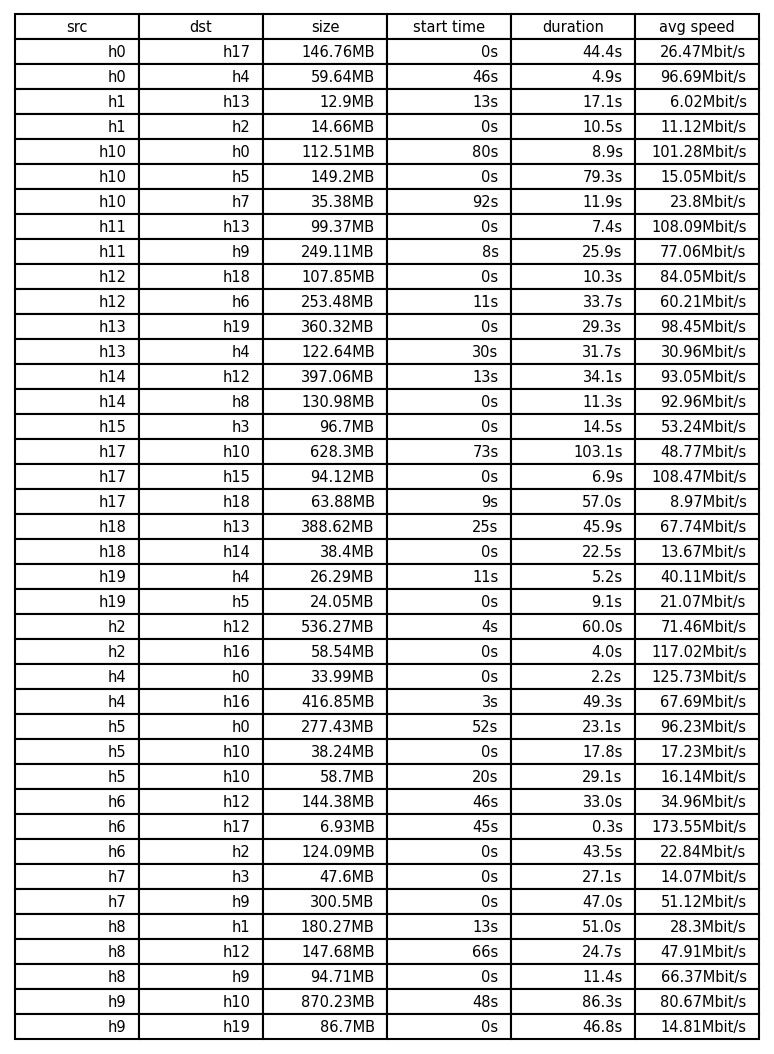 src dst size start time duration avg speed
h0 h17 146.76MB 0s 44.4s 26.47Mbit/s
h0 h4 59.64MB 46s 4.9s 96.69Mbit/s
h1 h13 12.9MB 13s 17.1s 6.02Mbit/s
h1 h2 14.66MB 0s 10.5s 11.12Mbit/s
h10 h0 112.51MB 80s 8.9s 101.28Mbit/s
h10 h5 149.2MB 0s 79.3s 15.05Mbit/s
h10 h7 35.38MB 92s 11.9s 23.8Mbit/s
h11 h13 99.37MB 0s 7.4s 108.09Mbit/s
h11 h9 249.11MB 8s 25.9s 77.06Mbit/s
h12 h18 107.85MB 0s 10.3s 84.05Mbit/s
h12 h6 253.48MB 11s 33.7s 60.21Mbit/s
h13 h19 360.32MB 0s 29.3s 98.45Mbit/s
h13 h4 122.64MB 30s 31.7s 30.96Mbit/s
h14 h12 397.06MB 13s 34.1s 93.05Mbit/s
h14 h8 130.98MB 0s 11.3s 92.96Mbit/s
h15 h3 96.7MB 0s 14.5s 53.24Mbit/s
h17 h10 628.3MB 73s 103.1s 48.77Mbit/s
h17 h15 94.12MB 0s 6.9s 108.47Mbit/s
h17 h18 63.88MB 9s 57.0s 8.97Mbit/s
h18 h13 388.62MB 25s 45.9s 67.74Mbit/s
h18 h14 38.4MB 0s 22.5s 13.67Mbit/s
h19 h4 26.29MB 11s 5.2s 40.11Mbit/s
h19 h5 24.05MB 0s 9.1s 21.07Mbit/s
h2 h12 536.27MB 4s 60.0s 71.46Mbit/s
h2 h16 58.54MB 0s 4.0s 117.02Mbit/s
h4 h0 33.99MB 0s 2.2s 125.73Mbit/s
h4 h16 416.85MB 3s 49.3s 67.69Mbit/s
h5 h0 277.43MB 52s 23.1s 96.23Mbit/s
h5 h10 38.24MB 0s 17.8s 17.23Mbit/s
h5 h10 58.7MB 20s 29.1s 16.14Mbit/s
h6 h12 144.38MB 46s 33.0s 34.96Mbit/s
h6 h17 6.93MB 45s 0.3s 173.55Mbit/s
h6 h2 124.09MB 0s 43.5s 22.84Mbit/s
h7 h3 47.6MB 0s 27.1s 14.07Mbit/s
h7 h9 300.5MB 0s 47.0s 51.12Mbit/s
h8 h1 180.27MB 13s 51.0s 28.3Mbit/s
h8 h12 147.68MB 66s 24.7s 47.91Mbit/s
h8 h9 94.71MB 0s 11.4s 66.37Mbit/s
h9 h10 870.23MB 48s 86.3s 80.67Mbit/s
h9 h19 86.7MB 0s 46.8s 14.81Mbit/s